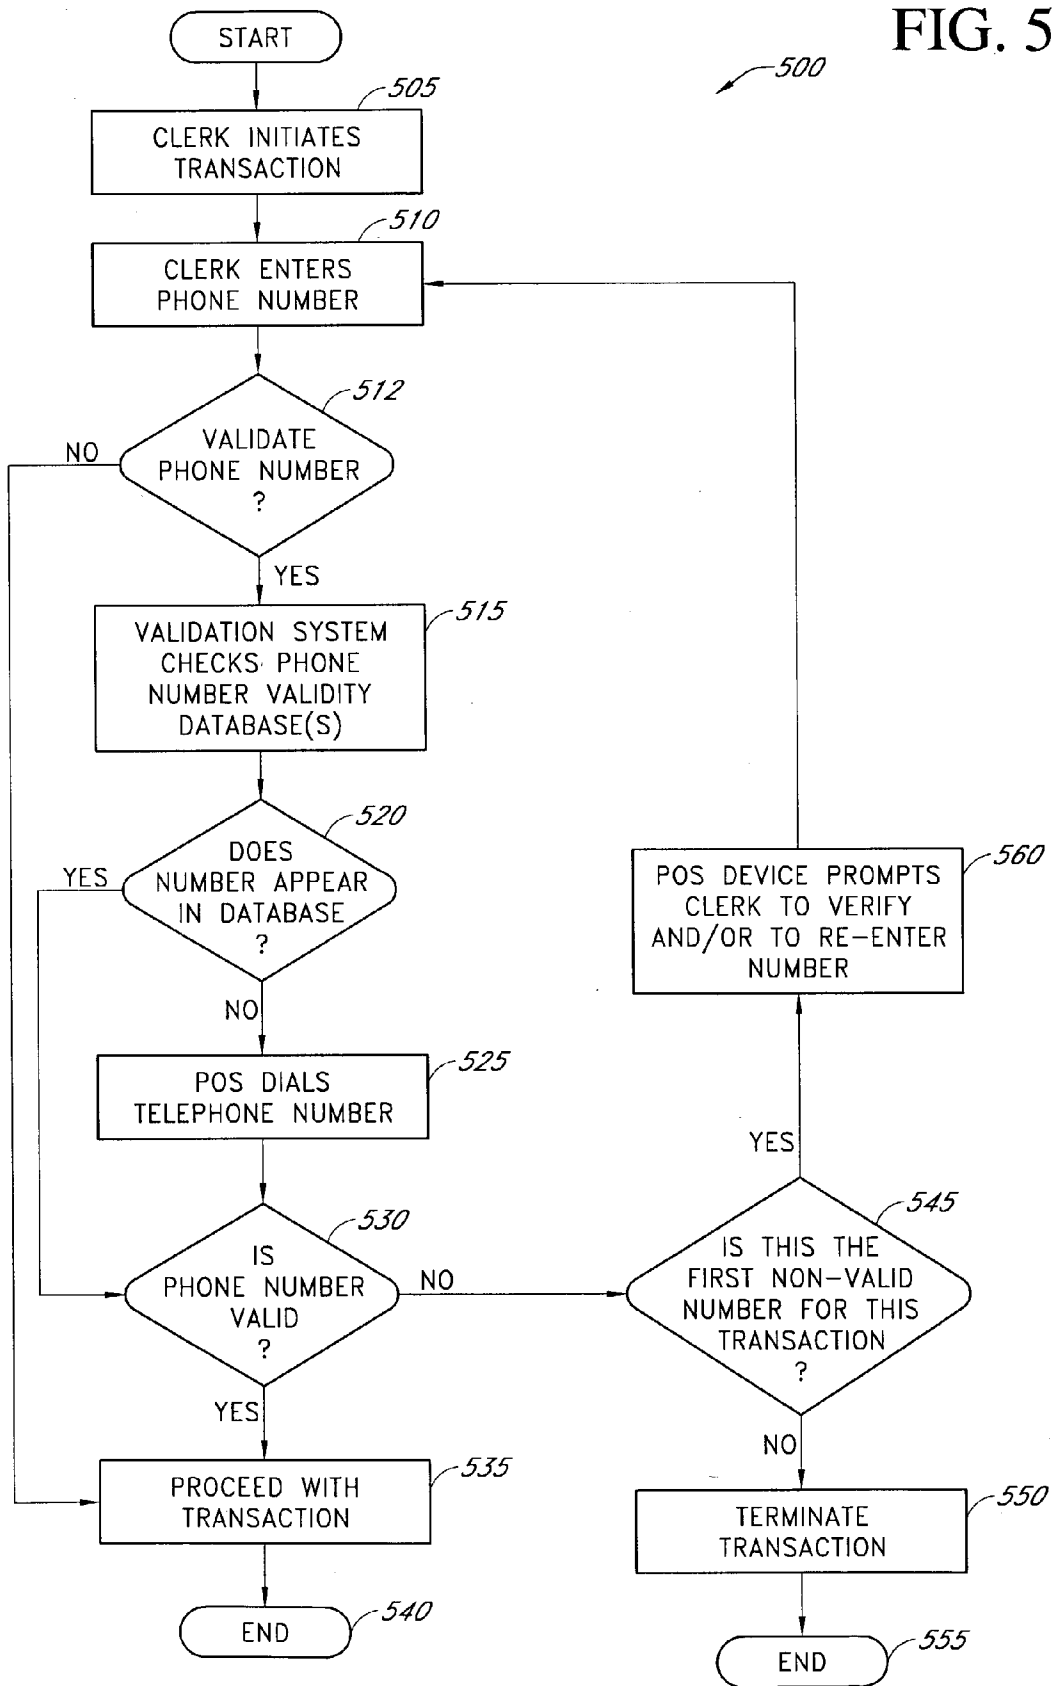 FIG. 5
START
500
505
CLERK INITIATES
TRANSACTION
510
CLERK ENTERS
PHONE NUMBER
512
NO
VALIDATE
PHONE NUMBER
?
YES
515
VALIDATION SYSTEM
CHECKS PHONE
NUMBER VALIDITY
DATABASE(S)
520
YES
DOES
NUMBER APPEAR
IN DATABASE
?
NO
560
POS DEVICE PROMPTS
CLERK TO VERIFY
AND/OR TO RE-ENTER
NUMBER
525
POS DIALS
TELEPHONE NUMBER
YES
530
IS
PHONE NUMBER
VALID
?
NO
545
IS THIS THE
FIRST NON-VALID
NUMBER FOR THIS
TRANSACTION
?
YES
NO
535
PROCEED WITH
TRANSACTION
550
TERMINATE
TRANSACTION
END
540
END
555